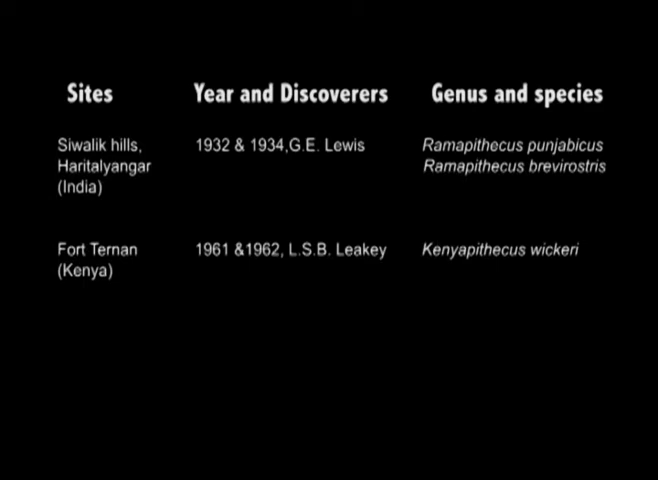 Sites Year and Discoverers Genus and species
Siwalik hills, 1932 & 1934,G.E. Lewis Ramapithecus punjabicus
Haritalyangar Ramapithecus brevirostris
(India)
Fort Ternan 1961 &1962, L.S.B. Leakey Kenyapithecus wickeri
(Kenya)